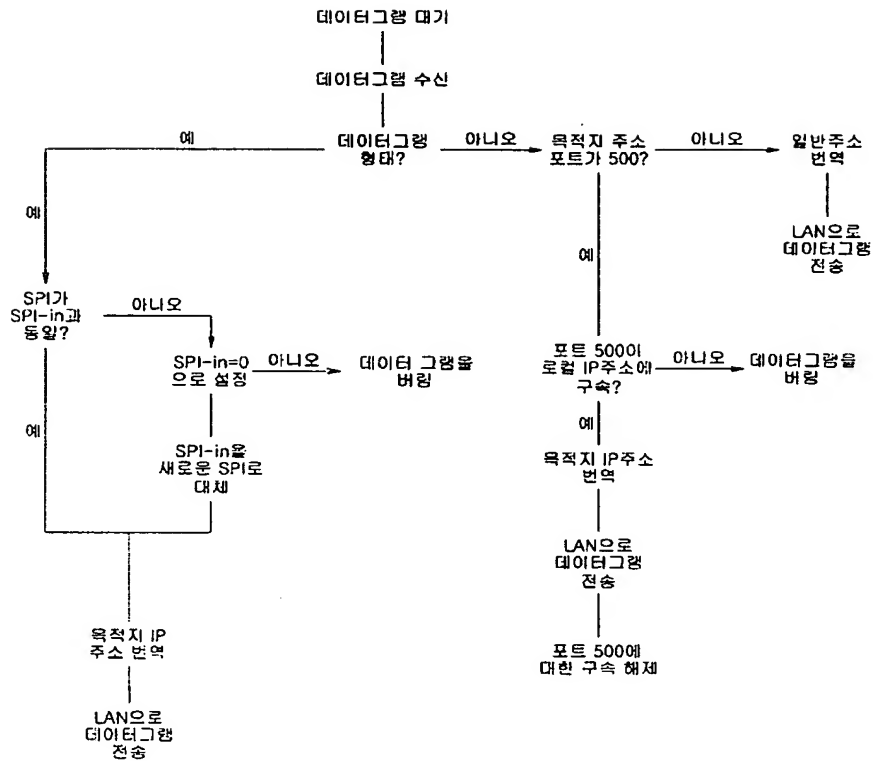 데이터그램 대기
데이터그램 수신
예
데이터그램
형태?
아니오
목적지 주소
포트가 500?
아니오
일반주소
번역
예
LAN으로
데이터그램
전송
예
SPI가
SPI-in과
동일?
아니오
SPI-in=0
으로 설정
아니오
데이터 그램을
버림
포트 500이
로컬 IP주소에
구속?
아니오
데이터그램을
버림
예
예
SPI-in을
새로운 SPI로
대체
목적지 IP주소
번역
LAN으로
데이터그램
전송
목적지 IP
주소 번역
포트 500에
대한 구속 해제
LAN으로
데이터그램
전송